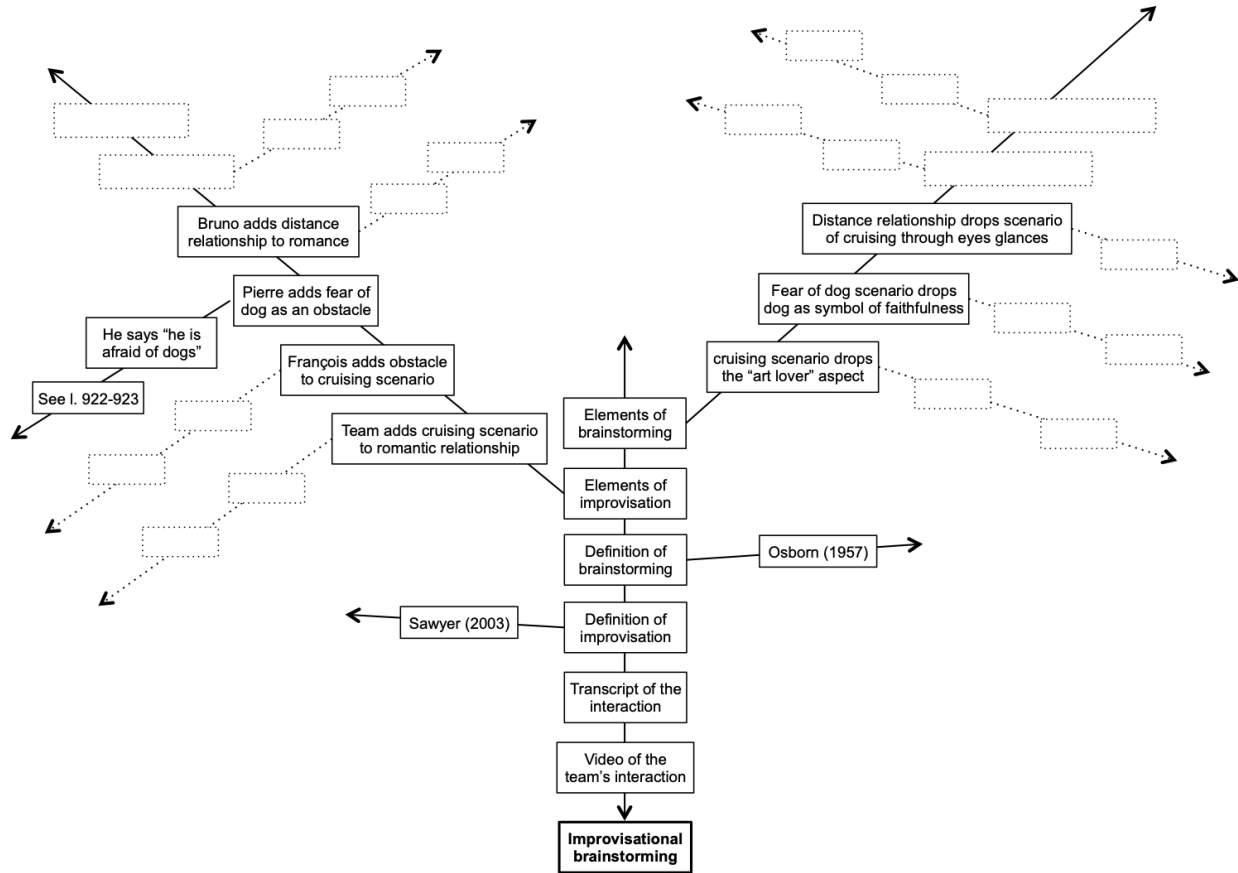 Bruno adds distance
relationship to romance
Pierre adds fear of
dog as an obstacle
He says “he is
afraid of dogs”
See l. 922-923
François adds obstacle
to cruising scenario
Team adds cruising scenario
to romantic relationship
Distance relationship drops scenario
of cruising through eyes glances
Fear of dog scenario drops
dog as symbol of faithfulness
cruising scenario drops
the “art lover” aspect
Elements of
brainstorming
Elements of
improvisation
Definition of
brainstorming
Osborn (1957)
Definition of
improvisation
Sawyer (2003)
Transcript of the
interaction
Video of the
team’s interaction
Improvisational
brainstorming